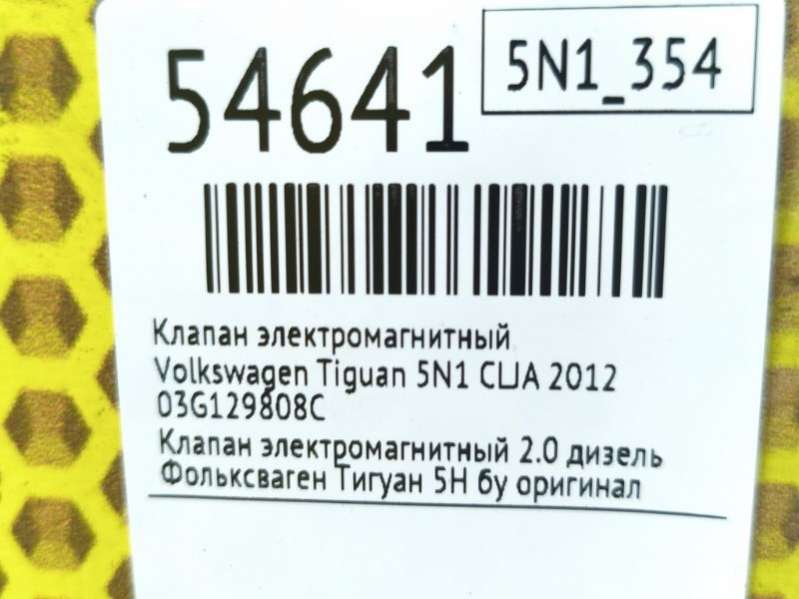 54641
5N1_354
Клапан электромагнитный
Volkswagen Tiguan 5N1 CLJA 2012
03G129808C
Клапан электромагнитный 2.0 дизель
Фольксваген Тигуан 5Н бу оригинал